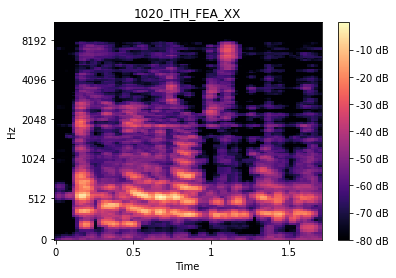 1020_ITH_FEA_XX
8192
4096
2048
1024
512
0
Hz
0
0.5
1
1.5
Time
-10 dB
-20 dB
-30 dB
-40 dB
-50 dB
-60 dB
-70 dB
-80 dB